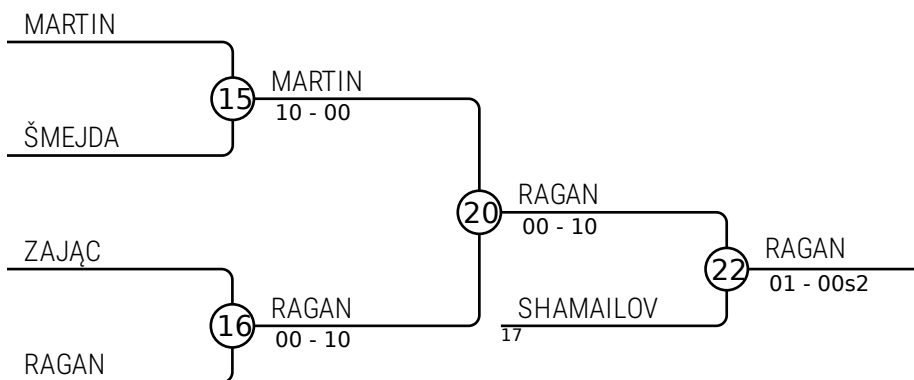 MARTIN
15
MARTIN
10 - 00
ŠMEJDA
20
RAGAN
00 - 10
ZAJĄC
22
RAGAN
01 - 00s2
16
RAGAN
00 - 10
SHAMAILOV
17
RAGAN